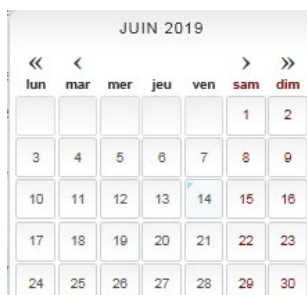 JUIN 2019
« ‹ › »
lun mar mer jeu ven sam dim
1 2
3 4 5 6 7 8 9
10 11 12 13 14 15 16
17 18 19 20 21 22 23
24 25 26 27 28 29 30